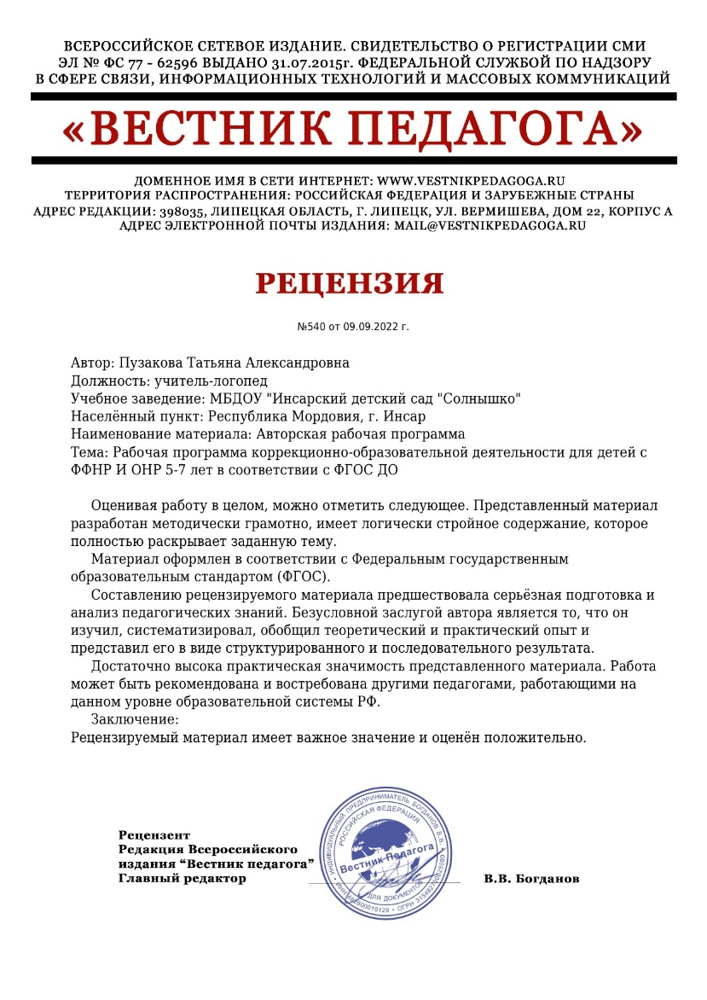 ВСЕРОССИЙСКОЕ СЕТЕВОЕ ИЗДАНИЕ. СВИДЕТЕЛЬСТВО О РЕГИСТРАЦИИ СМИ
ЭЛ № ФС 77 - 62596 ВЫДАНО 31.07.2015г. ФЕДЕРАЛЬНОЙ СЛУЖБОЙ ПО НАДЗОРУ
В СФЕРЕ СВЯЗИ, ИНФОРМАЦИОННЫХ ТЕХНОЛОГИЙ И МАССОВЫХ КОММУНИКАЦИЙ
«ВЕСТНИК ПЕДАГОГА»
ДОМЕННОЕ ИМЯ В СЕТИ ИНТЕРНЕТ: WWW.VESTNIKPEDAGOGA.RU
ТЕРРИТОРИЯ РАСПРОСТРАНЕНИЯ: РОССИЙСКАЯ ФЕДЕРАЦИЯ И ЗАРУБЕЖНЫЕ СТРАНЫ
АДРЕС РЕДАКЦИИ: 398035, ЛИПЕЦКАЯ ОБЛАСТЬ, Г. ЛИПЕЦК, УЛ. ВЕРМИШЕВА, ДОМ 22, КОРПУС А
АДРЕС ЭЛЕКТРОННОЙ ПОЧТЫ ИЗДАНИЯ: MAIL@VESTNIKPEDAGOGA.RU
РЕЦЕНЗИЯ
№540 от 09.09.2022 г.
Автор: Пузакова Татьяна Александровна
Должность: учитель-логопед
Учебное заведение: МБДОУ "Инсарский детский сад "Солнышко"
Населённый пункт: Республика Мордовия, г. Инсар
Наименование материала: Авторская рабочая программа
Тема: Рабочая программа коррекционно-образовательной деятельности для детей с
ФФНР И ОНР 5-7 лет в соответствии с ФГОС ДО
Оценивая работу в целом, можно отметить следующее. Представленный материал
разработан методически грамотно, имеет логически стройное содержание, которое
полностью раскрывает заданную тему.
Материал оформлен в соответствии с Федеральным государственным
образовательным стандартом (ФГОС).
Составлению рецензируемого материала предшествовала серьёзная подготовка и
анализ педагогических знаний. Безусловной заслугой автора является то, что он
изучил, систематизировал, обобщил теоретический и практический опыт и
представил его в виде структурированного и последовательного результата.
Достаточно высока практическая значимость представленного материала. Работа
может быть рекомендована и востребована другими педагогами, работающими на
данном уровне образовательной системы РФ.
Заключение:
Рецензируемый материал имеет важное значение и оценён положительно.
Рецензент
Редакция Всероссийского
издания “Вестник педагога”
Главный редактор
В.В. Богданов
ИНДИВИДУАЛЬНЫЙ ПРЕДПРИНИМАТЕЛЬ БОГДАНОВ В.В.
РОССИЙСКАЯ ФЕДЕРАЦИЯ
Вестник Педагога
ДЛЯ ДОКУМЕНТОВ